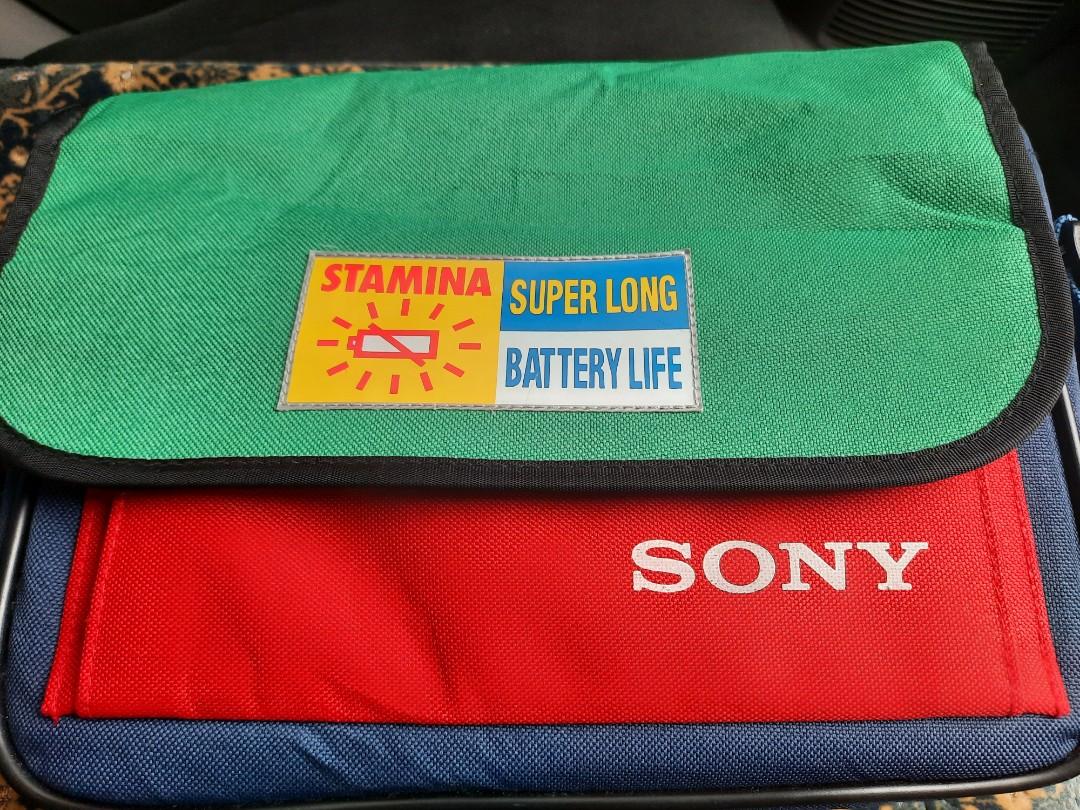 STAMINA
SUPER LONG
BATTERY LIFE
SONY